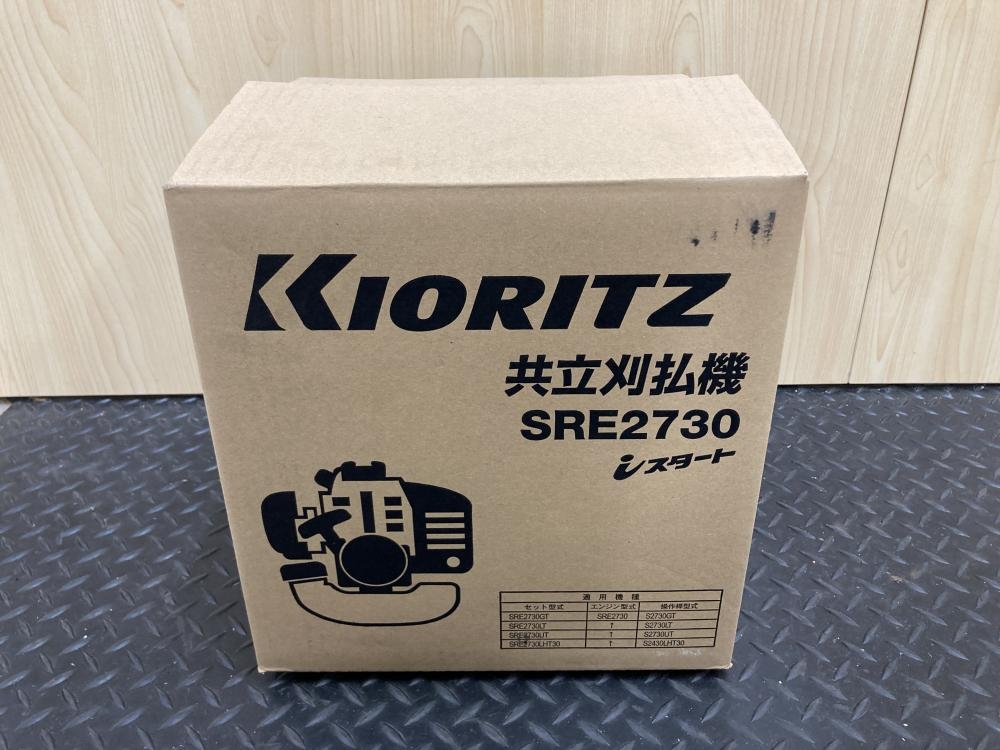 KIORITZ
共立刈払機
SRE2730
iスタート
適用機種
セット型式 エンジン型式 操作桿型式
SRE2730GT SRE2730 S2730GT
SRE2730LT ↑ S2730LT
SRE2730UT ↑ S2730UT
SRE2730LHT30 ↑ S2430LHT30